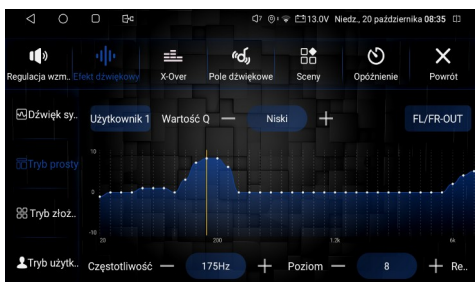 7 13.0V Niedz., 20 października 08:35
Regulacja wzm.. Efekt dźwiękowy X-Over Pole dźwiękowe Sceny Opóźnienie Powrót
Dźwięk sy.. Użytkownik 1 Wartość Q — Niski + FL/FR-OUT
Tryb prosty
Tryb złoż..
Tryb użytk..
10
0
-10
20 200 1.2k 6k
Częstotliwość — 175Hz + Poziom — 8 + Re..